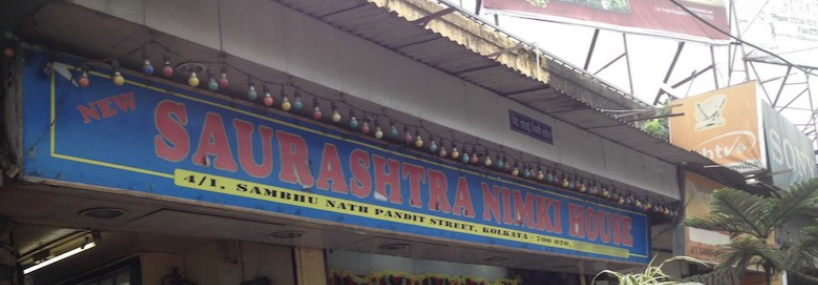 NEW
SAURASHTRA NIMKI HOUSE
4/1, SAMBHU NATH PANDIT STREET, KOLKATA - 700 020.
SONY